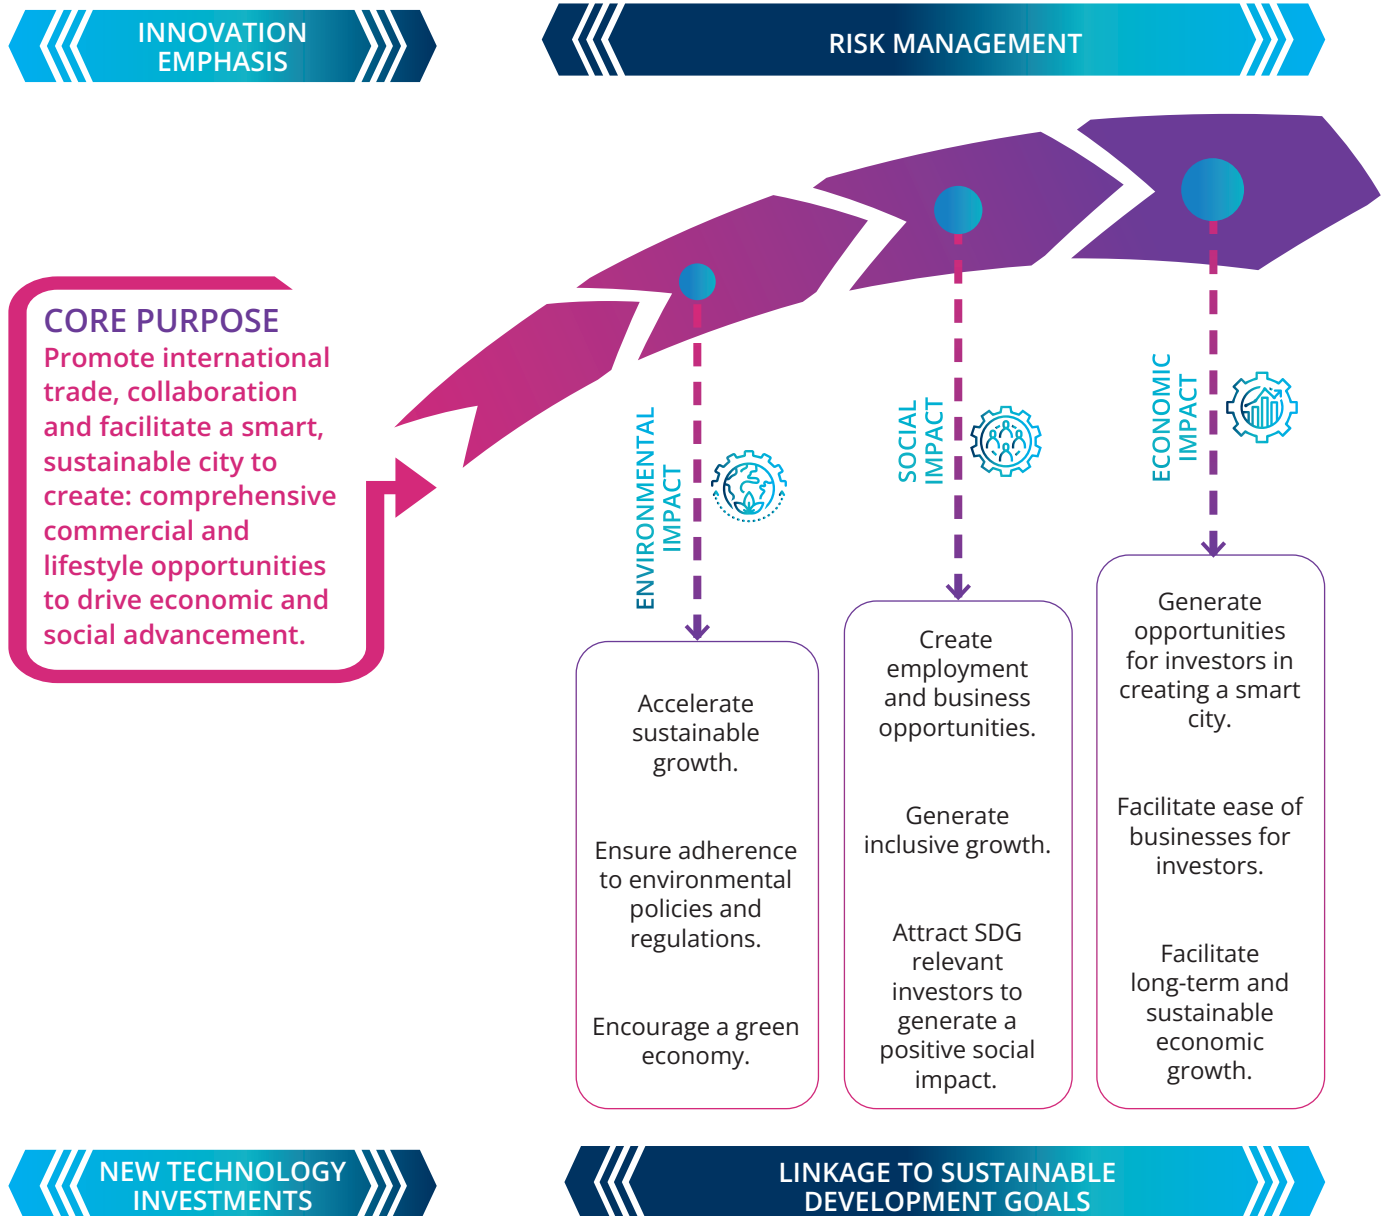 INNOVATION
EMPHASIS
RISK MANAGEMENT
CORE PURPOSE
Promote international
trade, collaboration
and facilitate a smart,
sustainable city to
create: comprehensive
commercial and
lifestyle opportunities
to drive economic and
social advancement.
ENVIRONMENTAL
IMPACT
Accelerate
sustainable
growth.
Ensure adherence
to environmental
policies and
regulations.
Encourage a green
economy.
SOCIAL
IMPACT
Create
employment
and business
opportunities.
Generate
inclusive growth.
Attract SDG
relevant
investors to
generate a
positive social
impact.
ECONOMIC
IMPACT
Generate
opportunities
for investors in
creating a smart
city.
Facilitate ease of
businesses for
investors.
Facilitate
long-term and
sustainable
economic
growth.
NEW TECHNOLOGY
INVESTMENTS
LINKAGE TO SUSTAINABLE
DEVELOPMENT GOALS